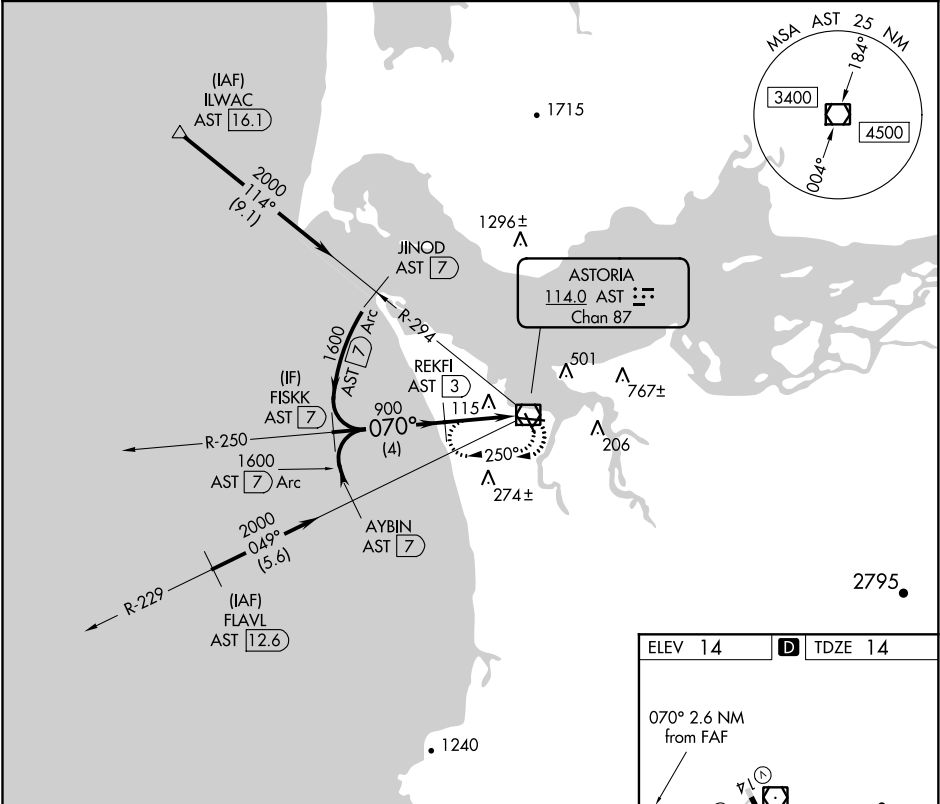 MSA AST 25 NM
184°
3400
4500
004°
(IAF)
ILWAC
AST 16.1
1715
2000
114°
(9.1)
1296±
JINOD
AST 7
ASTORIA
114.0 AST
Chan 87
R-294
1600
AST 7 Arc
REKFI
AST 3
501
767±
(IF)
FISKK
AST 7
115
900
070°
(4)
206
R-250
250°
1600
AST 7 Arc
274±
AYBIN
AST 7
2000
049°
(5.6)
R-229
(IAF)
FLAVL
AST 12.6
2795
ELEV 14
D
TDZE 14
070° 2.6 NM
from FAF
1240
14
V